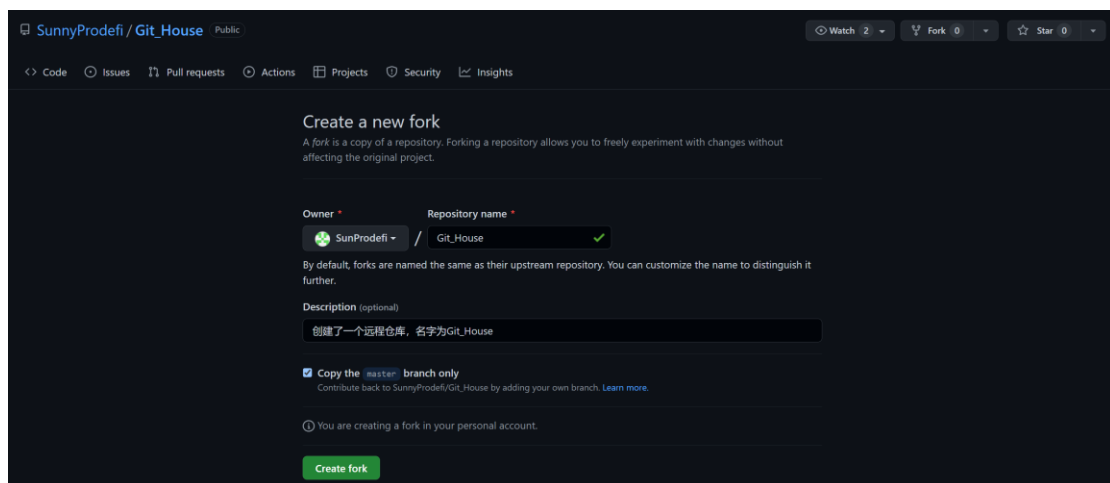 SunnyProdefi / Git_House Public
Watch 2 Fork 0 Star 0
Code Issues Pull requests Actions Projects Security Insights
Create a new fork
A fork is a copy of a repository. Forking a repository allows you to freely experiment with changes without
affecting the original project.
Owner * Repository name *
SunProdefi / Git_House
By default, forks are named the same as their upstream repository. You can customize the name to distinguish it
further.
Description (optional)
创建了一个远程仓库，名字为Git_House
Copy the master branch only
Contribute back to SunnyProdefi/Git_House by adding your own branch. Learn more.
You are creating a fork in your personal account.
Create fork